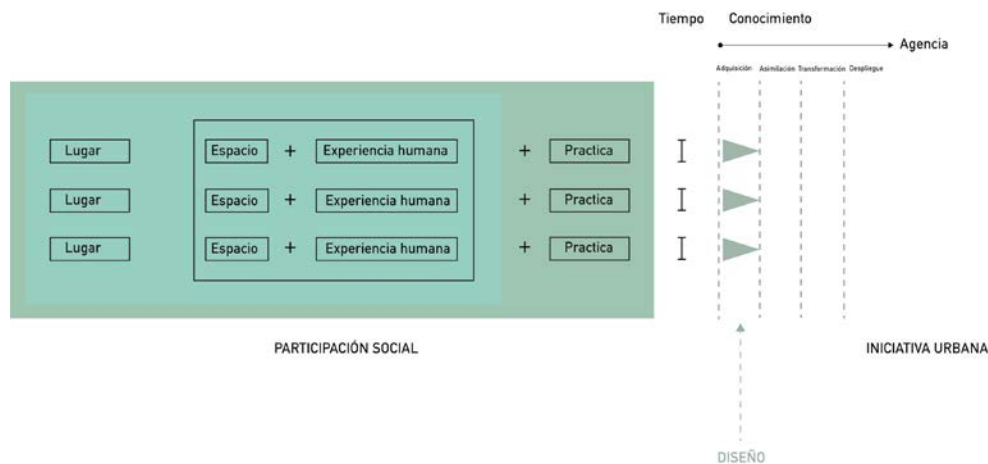 Tiempo Conocimiento
Agencia
Adquisición Asimilación Transformación Despliegue
Lugar Espacio + Experiencia humana + Practica
Lugar Espacio + Experiencia humana + Practica
Lugar Espacio + Experiencia humana + Practica
PARTICIPACIÓN SOCIAL INICIATIVA URBANA
DISEÑO